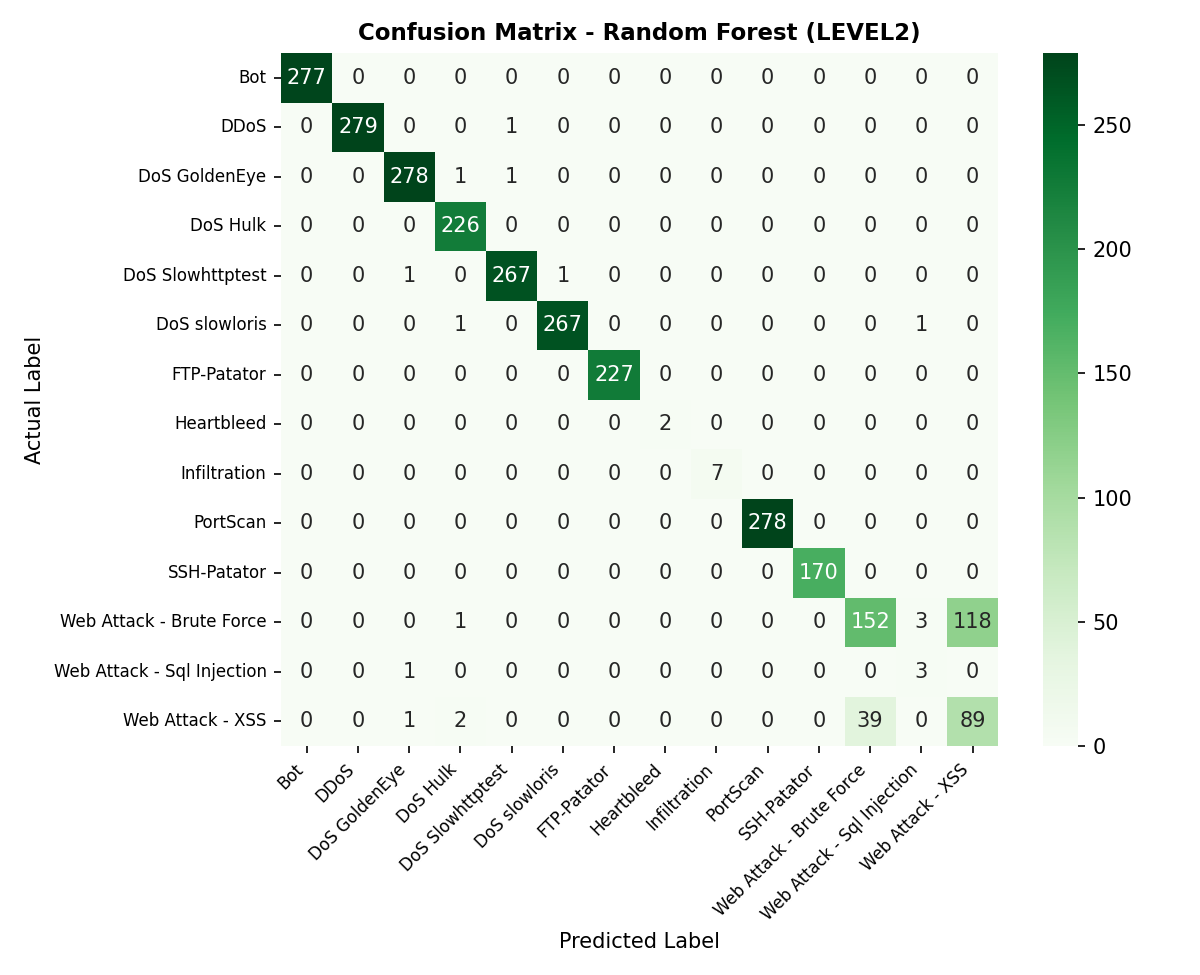 Confusion Matrix - Random Forest (LEVEL2)
Bot 277 0 0 0 0 0 0 0 0 0 0 0 0 0
DDoS 0 279 0 0 1 0 0 0 0 0 0 0 0 0
DoS GoldenEye 0 0 278 1 1 0 0 0 0 0 0 0 0 0
DoS Hulk 0 0 0 226 0 0 0 0 0 0 0 0 0 0
DoS Slowhttptest 0 0 1 0 267 1 0 0 0 0 0 0 0 0
DoS slowloris 0 0 0 1 0 267 0 0 0 0 0 0 1 0
FTP-Patator 0 0 0 0 0 0 227 0 0 0 0 0 0 0
Heartbleed 0 0 0 0 0 0 0 2 0 0 0 0 0 0
Infiltration 0 0 0 0 0 0 0 0 7 0 0 0 0 0
PortScan 0 0 0 0 0 0 0 0 0 278 0 0 0 0
SSH-Patator 0 0 0 0 0 0 0 0 0 0 170 0 0 0
Web Attack - Brute Force 0 0 0 1 0 0 0 0 0 0 0 152 3 118
Web Attack - Sql Injection 0 0 1 0 0 0 0 0 0 0 0 0 3 0
Web Attack - XSS 0 0 1 2 0 0 0 0 0 0 0 39 0 89
Actual Label
Bot
DDoS
DoS GoldenEye
DoS Hulk
DoS Slowhttptest
DoS slowloris
FTP-Patator
Heartbleed
Infiltration
PortScan
SSH-Patator
Web Attack - Brute Force
Web Attack - Sql Injection
Web Attack - XSS
Predicted Label
250
200
150
100
50
0